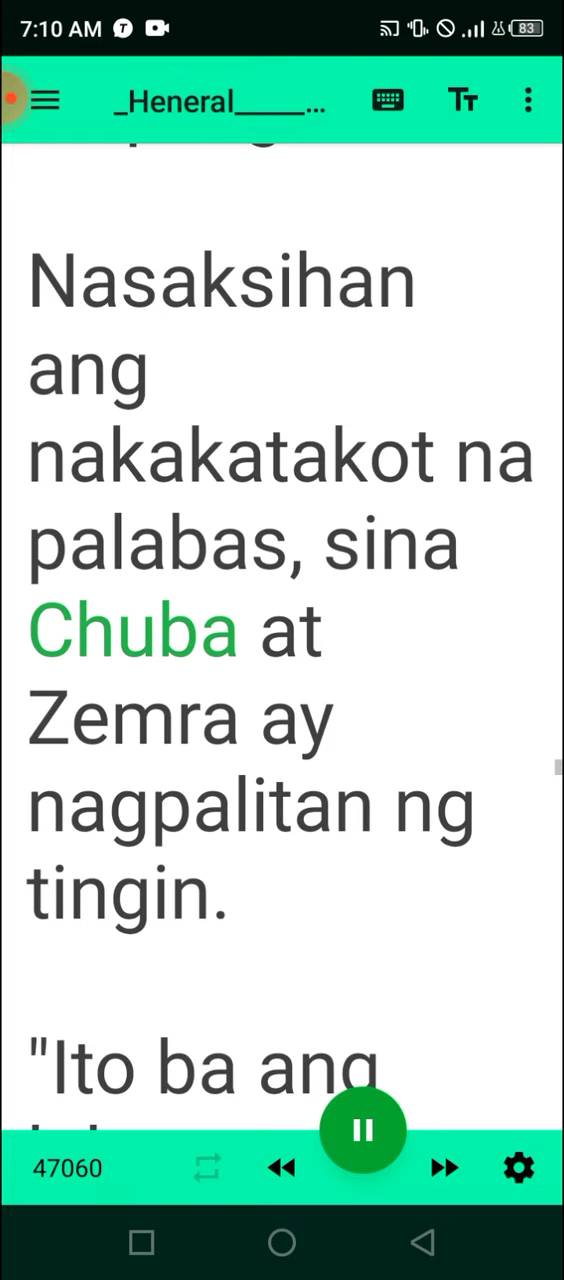 7:10 AM
83
_Heneral_____...
Nasaksihan
ang
nakakatakot na
palabas, sina
Chuba at
Zemra ay
nagpalitan ng
tingin.
"Ito ba ang
47060